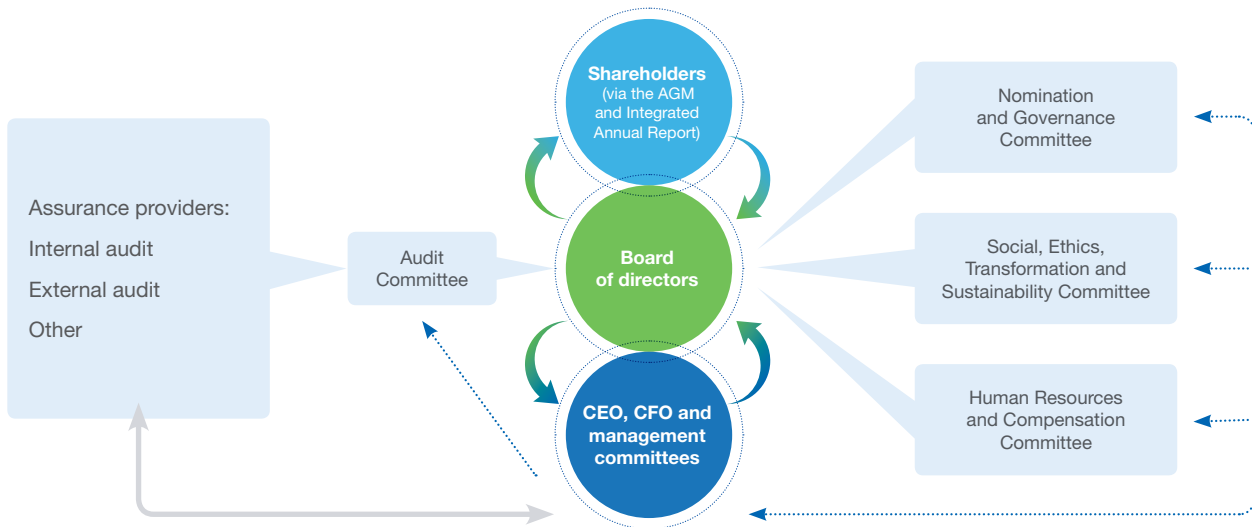 Assurance providers:
Internal audit
External audit
Other
Audit
Committee
Shareholders
(via the AGM
and Integrated
Annual Report)
Board
of directors
CEO, CFO and
management
committees
Nomination
and Governance
Committee
Social, Ethics,
Transformation and
Sustainability Committee
Human Resources
and Compensation
Committee